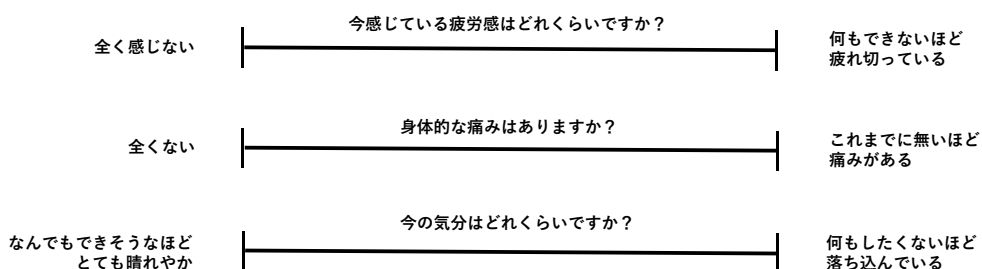 今感じている疲労感はどれくらいですか？
全く感じない
何もできないほど
疲れ切っている
身体的な痛みはありますか？
全くない
これまでに無いほど
痛みがある
今の気分はどれくらいですか？
なんでもできそうなほど
とても晴れやか
何もしたくないほど
落ち込んでいる